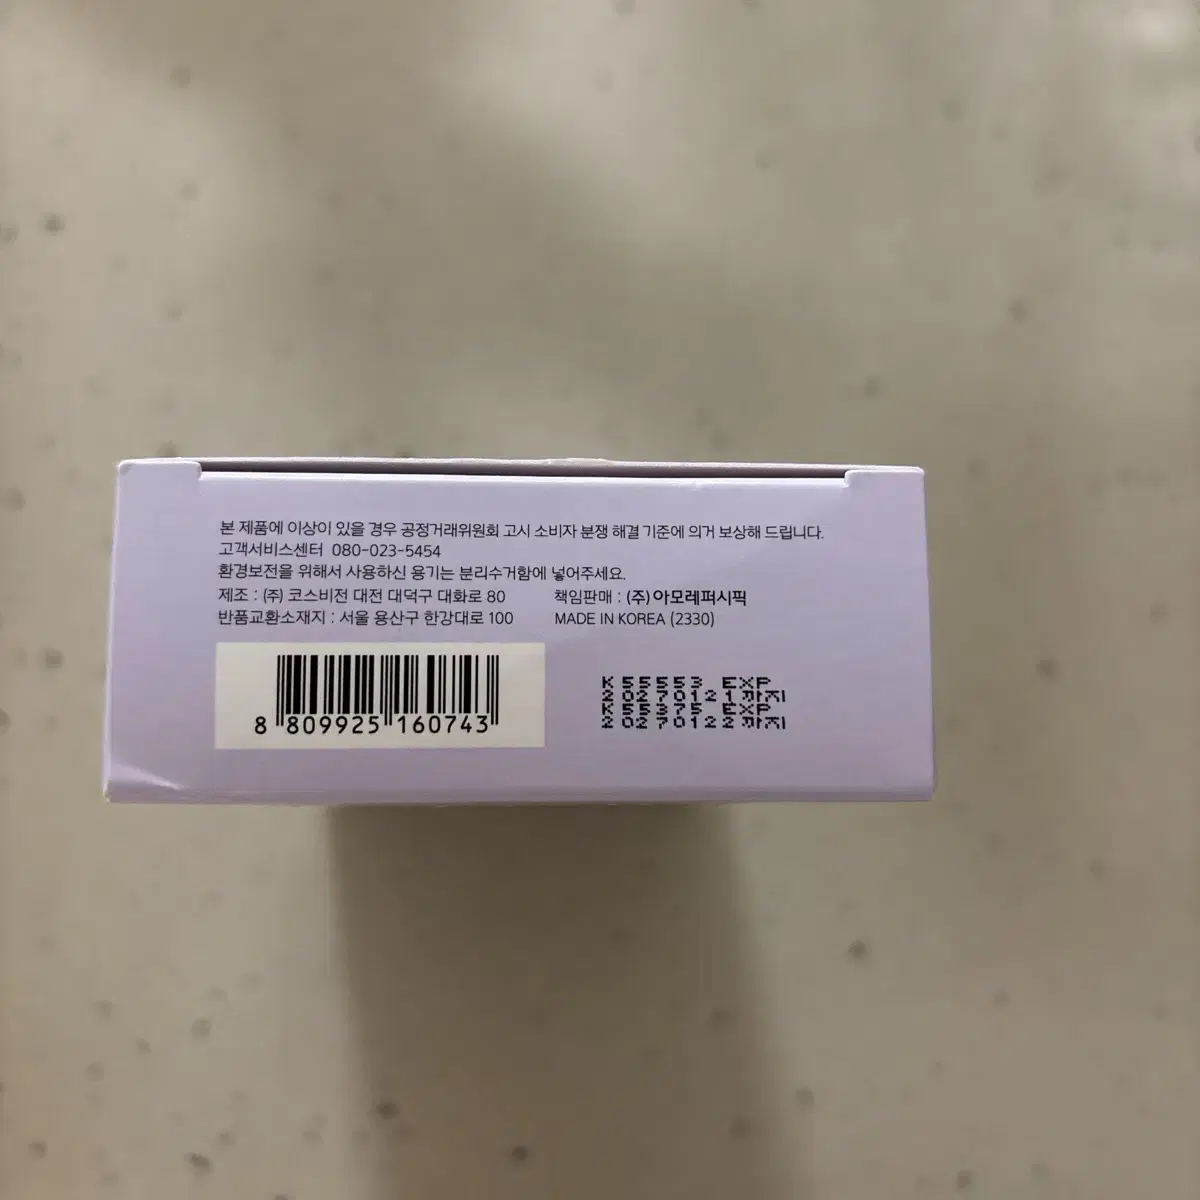 본 제품에 이상이 있을 경우 공정거래위원회 고시 소비자 분쟁 해결 기준에 의거 보상해 드립니다.
고객서비스센터 080-023-5454
환경보전을 위해서 사용하신 용기는 분리수거함에 넣어주세요.
제조 : (주) 코스비전 대전 대덕구 대화로 80 책임판매 : (주)아모레퍼시픽
반품교환소재지 : 서울 용산구 한강대로 100 MADE IN KOREA (2330)
8 809925 160743
K55553 EXP
20270121까지
K55375 EXP
20270122까지